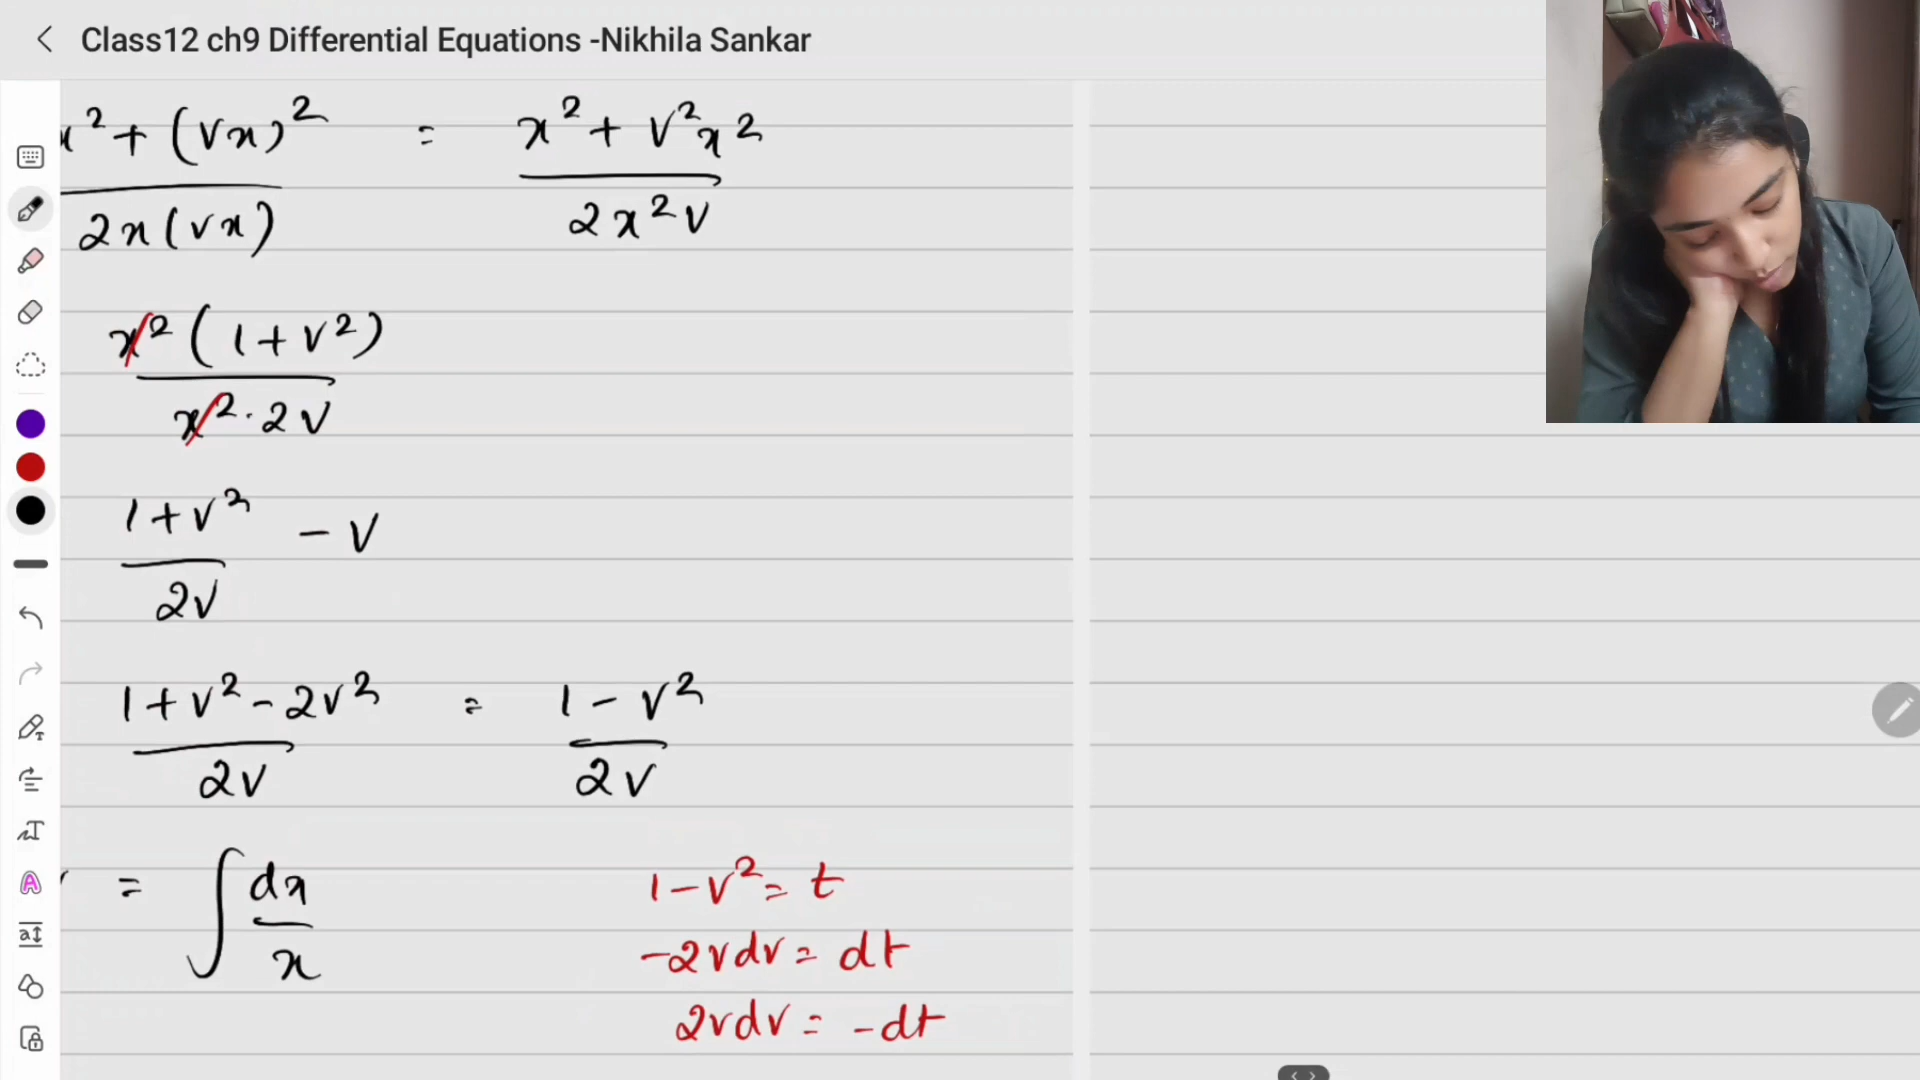 Class12 ch9 Differential Equations -Nikhila Sankar
x² + (vx)² / 2x(vx) = x² + v²x² / 2x²v
x²(1+v²) / x²·2v
1+v² / 2v - v
1+v²-2v² / 2v = 1-v² / 2v
= ∫ dx / x
1-v² = t
-2vdv = dt
2vdv = -dt